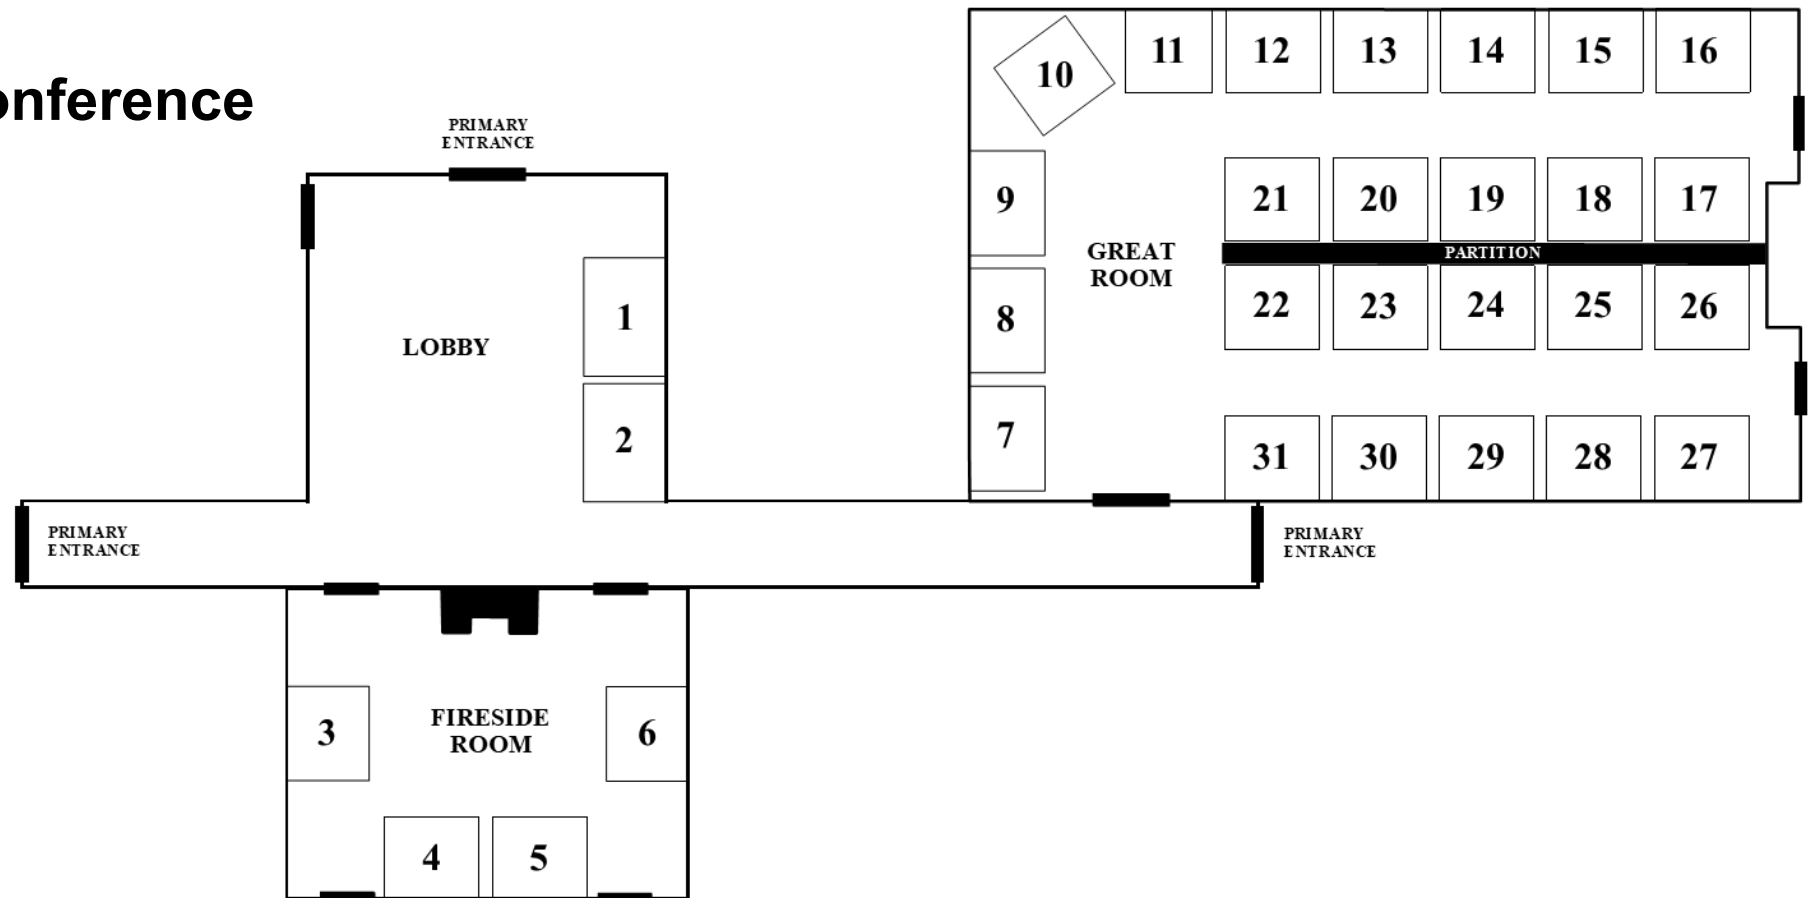 onference
PRIMARY
ENTRANCE
LOBBY
1
2
PRIMARY
ENTRANCE
FIRESIDE
ROOM
3
6
4
5
10
11
12
13
14
15
16
9
8
7
GREAT
ROOM
21
20
19
18
17
PARTITION
22
23
24
25
26
31
30
29
28
27
PRIMARY
ENTRANCE